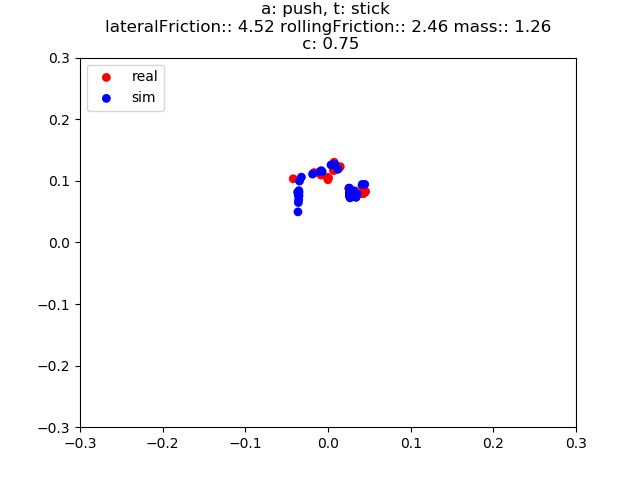 a: push, t: stick
lateralFriction:: 4.52 rollingFriction:: 2.46 mass:: 1.26
c: 0.75
real
sim
0.3
0.2
0.1
0.0
−0.1
−0.2
−0.3
−0.3 −0.2 −0.1 0.0 0.1 0.2 0.3